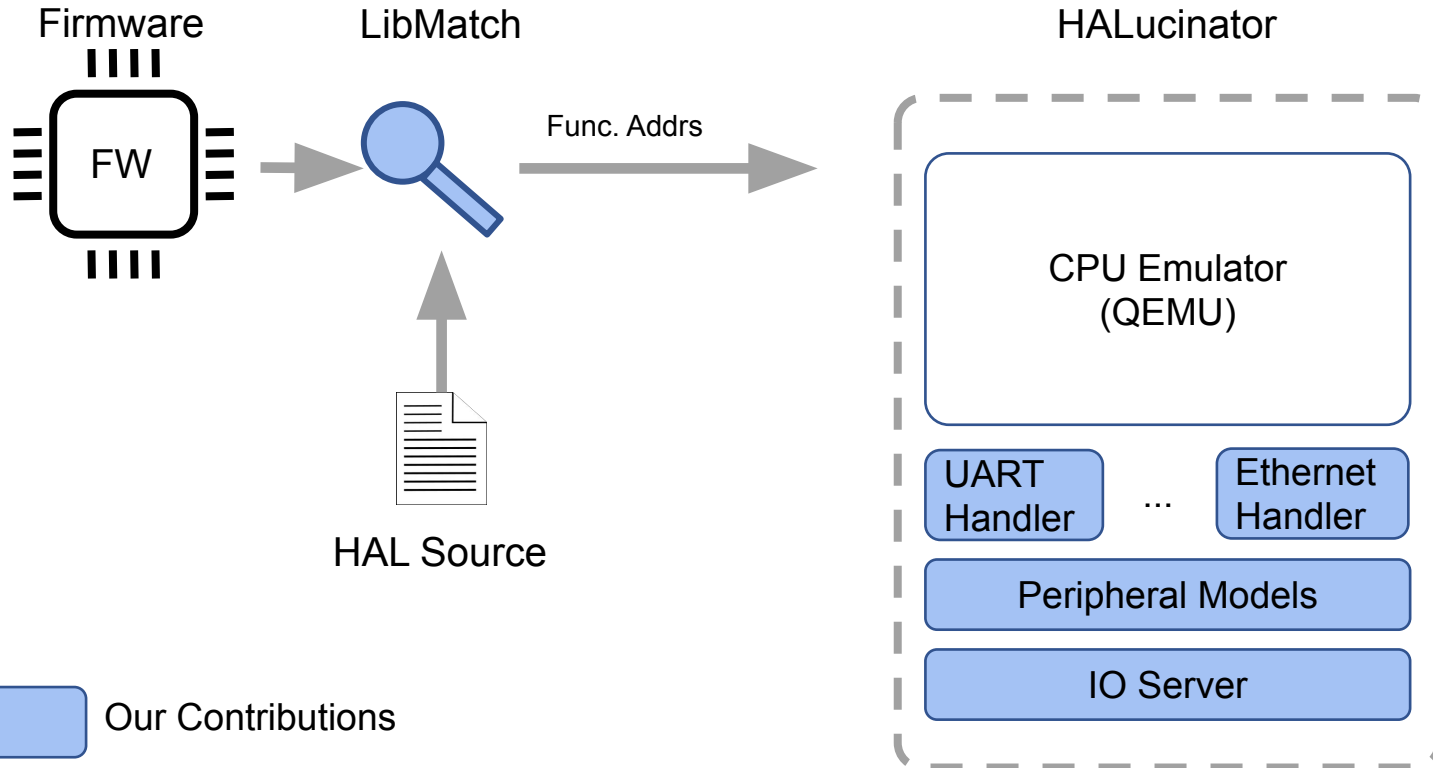 Firmware
LibMatch
HALucinator
FW
Func. Addrs
CPU Emulator
(QEMU)
UART
Handler
...
Ethernet
Handler
HAL Source
Peripheral Models
IO Server
Our Contributions